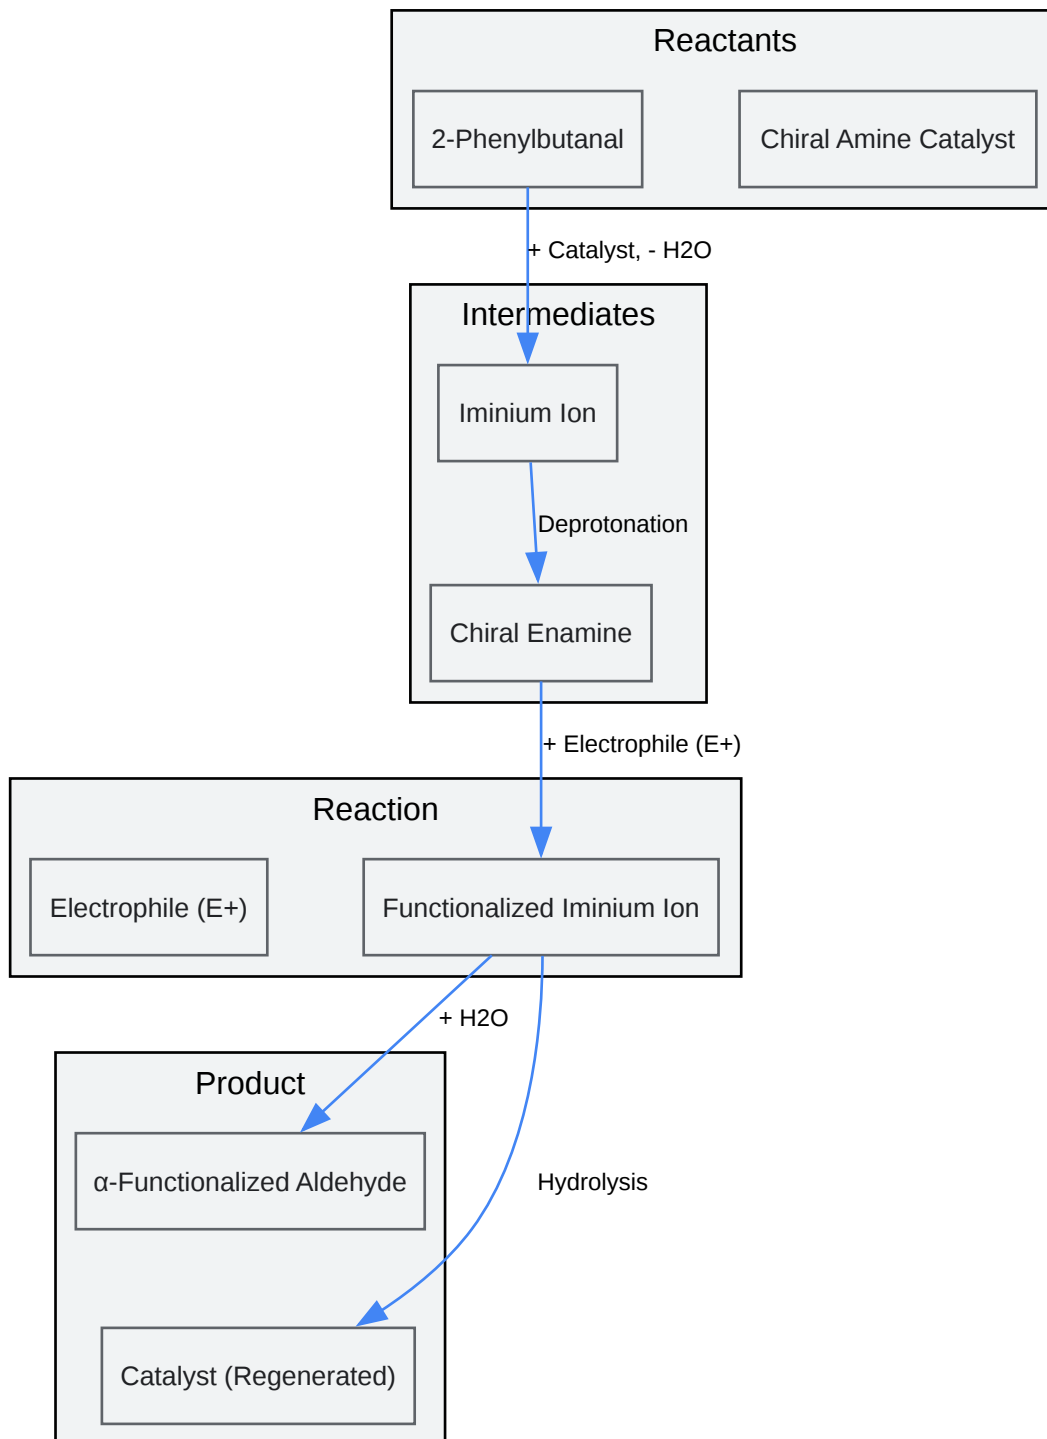 Reactants
2-Phenylbutanal
Chiral Amine Catalyst
+ Catalyst, - H2O
Intermediates
Iminium Ion
Deprotonation
Chiral Enamine
+ Electrophile (E+)
Reaction
Electrophile (E+)
Functionalized Iminium Ion
+ H2O
Product
α-Functionalized Aldehyde
Hydrolysis
Catalyst (Regenerated)